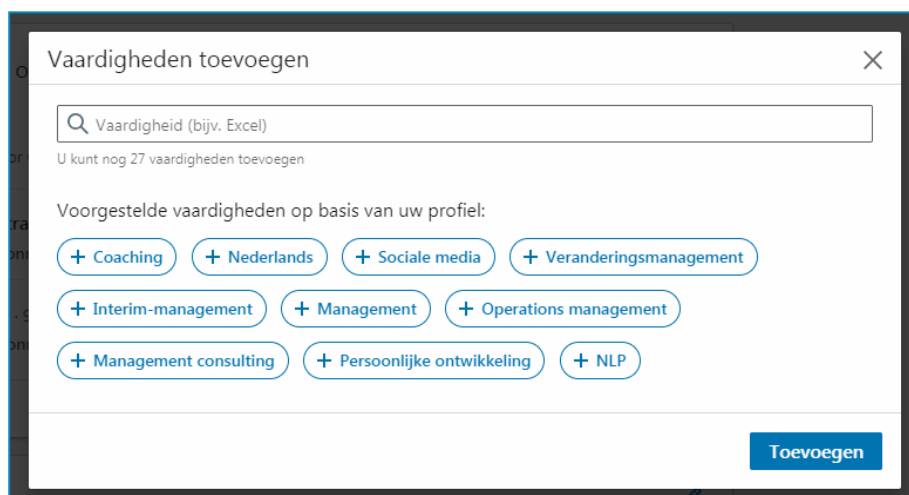 Vaardigheden toevoegen
Vaardigheid (bijv. Excel)
U kunt nog 27 vaardigheden toevoegen
Voorgestelde vaardigheden op basis van uw profiel:
+ Coaching + Nederlands + Sociale media + Veranderingsmanagement
+ Interim-management + Management + Operations management
+ Management consulting + Persoonlijke ontwikkeling + NLP
Toevoegen